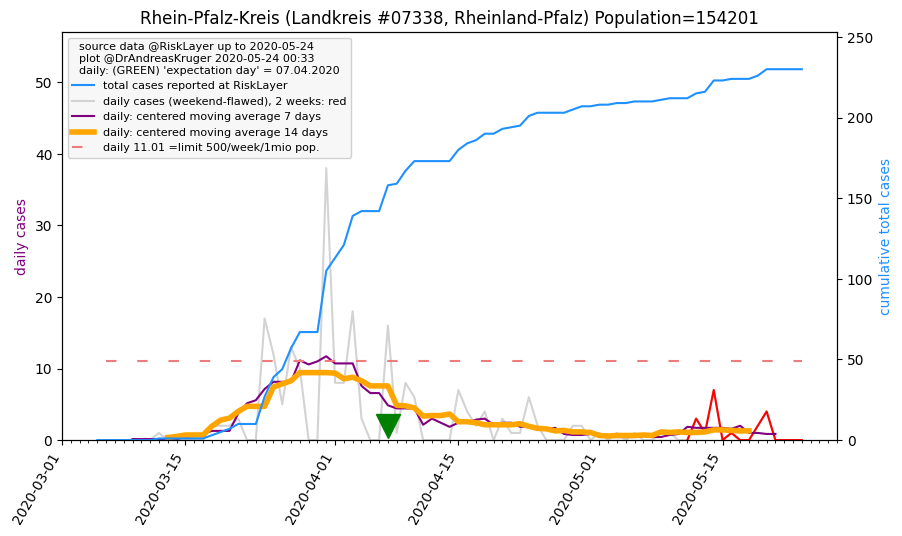 Rhein-Pfalz-Kreis (Landkreis #07338, Rheinland-Pfalz) Population=154201
source data @RiskLayer up to 2020-05-24
plot @DrAndreasKruger 2020-05-24 00:33
daily: (GREEN) 'expectation day' = 07.04.2020
total cases reported at RiskLayer
daily cases (weekend-flawed), 2 weeks: red
daily: centered moving average 7 days
daily: centered moving average 14 days
daily 11.01 =limit 500/week/1mio pop.
daily cases
50
40
30
20
10
0
250
200
150
100
50
0
cumulative total cases
2020-03-01
2020-03-15
2020-04-01
2020-04-15
2020-05-01
2020-05-15